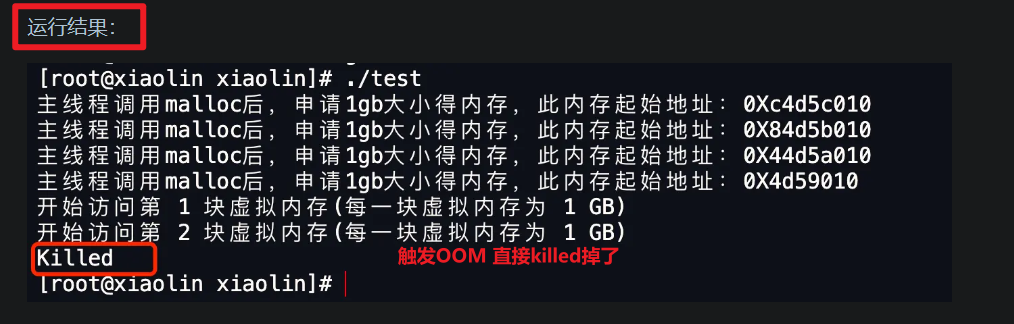 运行结果：
[root@xiaolin xiaolin]# ./test
主线程调用malloc后，申请1gb大小得内存，此内存起始地址：0Xc4d5c010
主线程调用malloc后，申请1gb大小得内存，此内存起始地址：0X84d5b010
主线程调用malloc后，申请1gb大小得内存，此内存起始地址：0X44d5a010
主线程调用malloc后，申请1gb大小得内存，此内存起始地址：0X4d59010
开始访问第 1 块虚拟内存(每一块虚拟内存为 1 GB)
开始访问第 2 块虚拟内存(每一块虚拟内存为 1 GB)
Killed 触发OOM 直接killed掉了
[root@xiaolin xiaolin]#